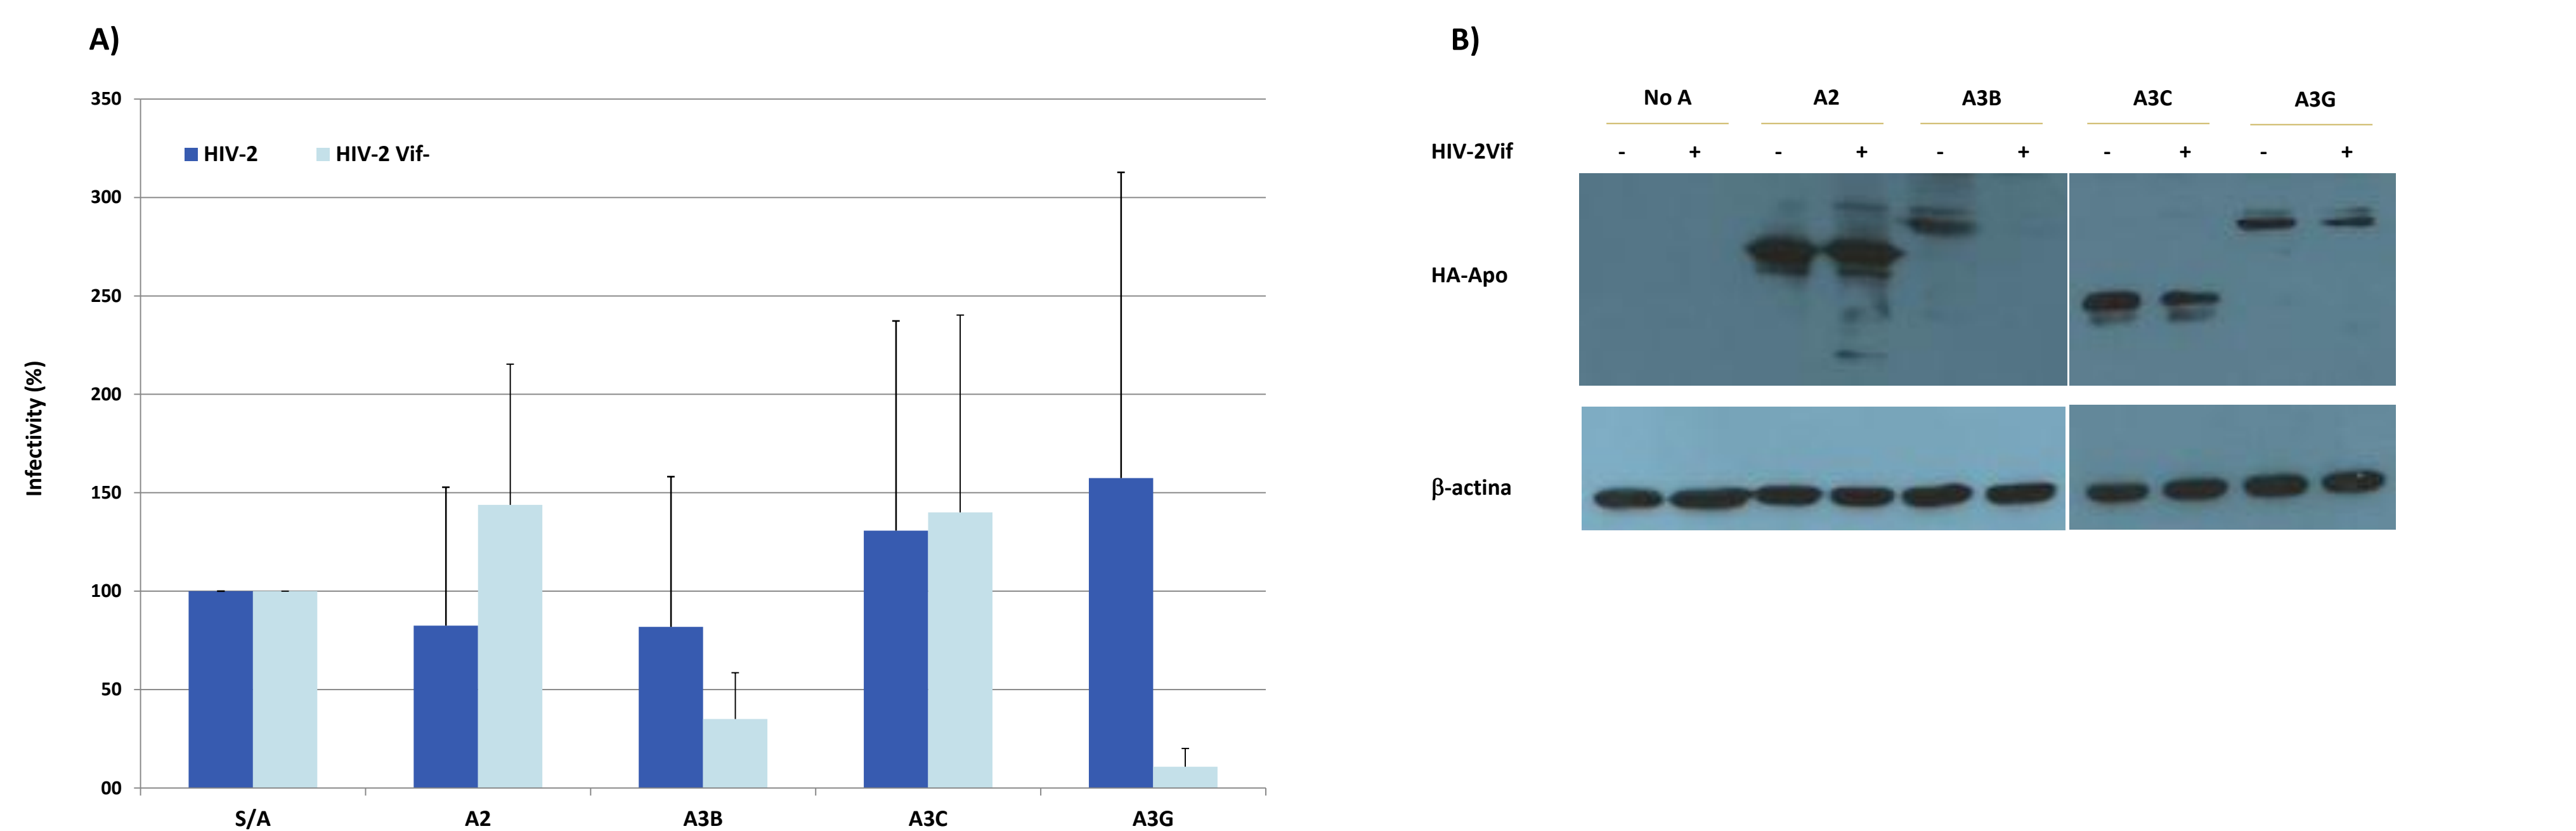 A)
350
300
250
200
150
100
50
00
Infectivity (%)
HIV-2 HIV-2 Vif-
S/A A2 A3B A3C A3G
B)
No A A2 A3B A3C A3G
HIV-2Vif - + - + - + - + - +
HA-Apo
β-actina